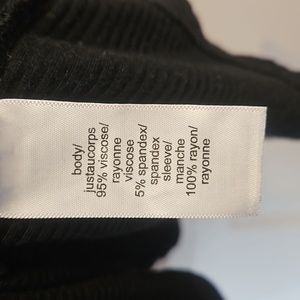 body/
justaucorps
95% viscose/
rayonne
viscose
5% spandex/
spandex
sleeve/
manche
100% rayon/
rayonne